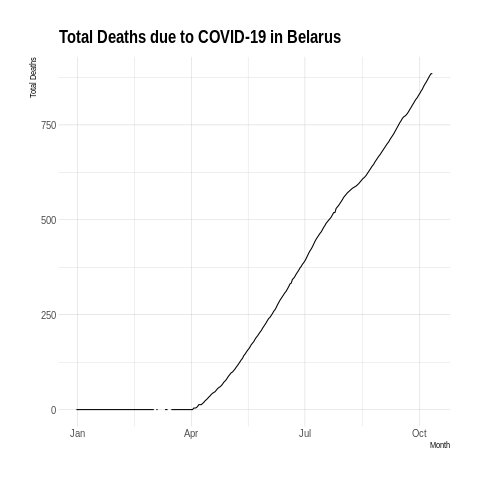 Total Deaths due to COVID-19 in Belarus
Total Deaths
750
500
250
0
Jan Apr Jul Oct
Month